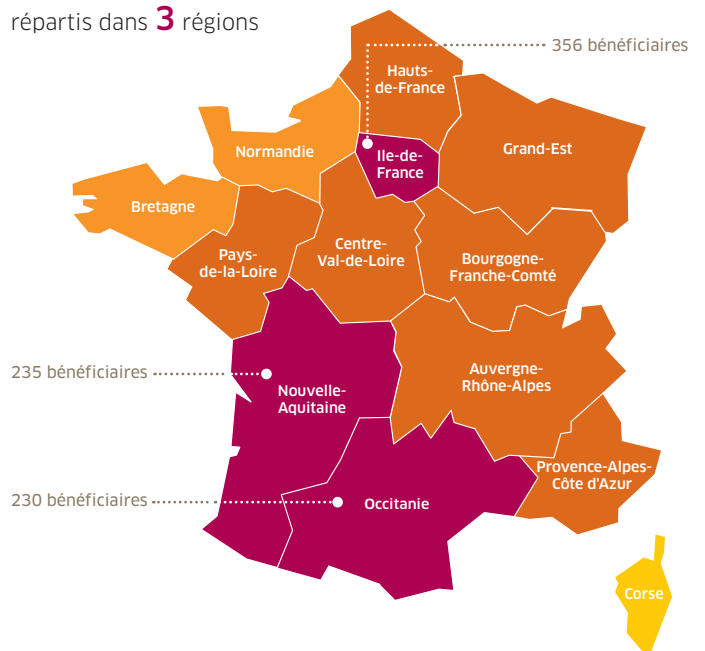 répartis dans 3 régions
356 bénéficiaires
Hauts-
de-France
Grand-Est
Normandie
Ile-de-
France
Bretagne
Centre-
Val-de-Loire
Pays-
de-la-Loire
Bourgogne-
Franche-Comté
235 bénéficiaires
Auvergne-
Rhône-Alpes
Nouvelle-
Aquitaine
Provence-Alpes-
Côte d'Azur
230 bénéficiaires
Occitanie
Corse